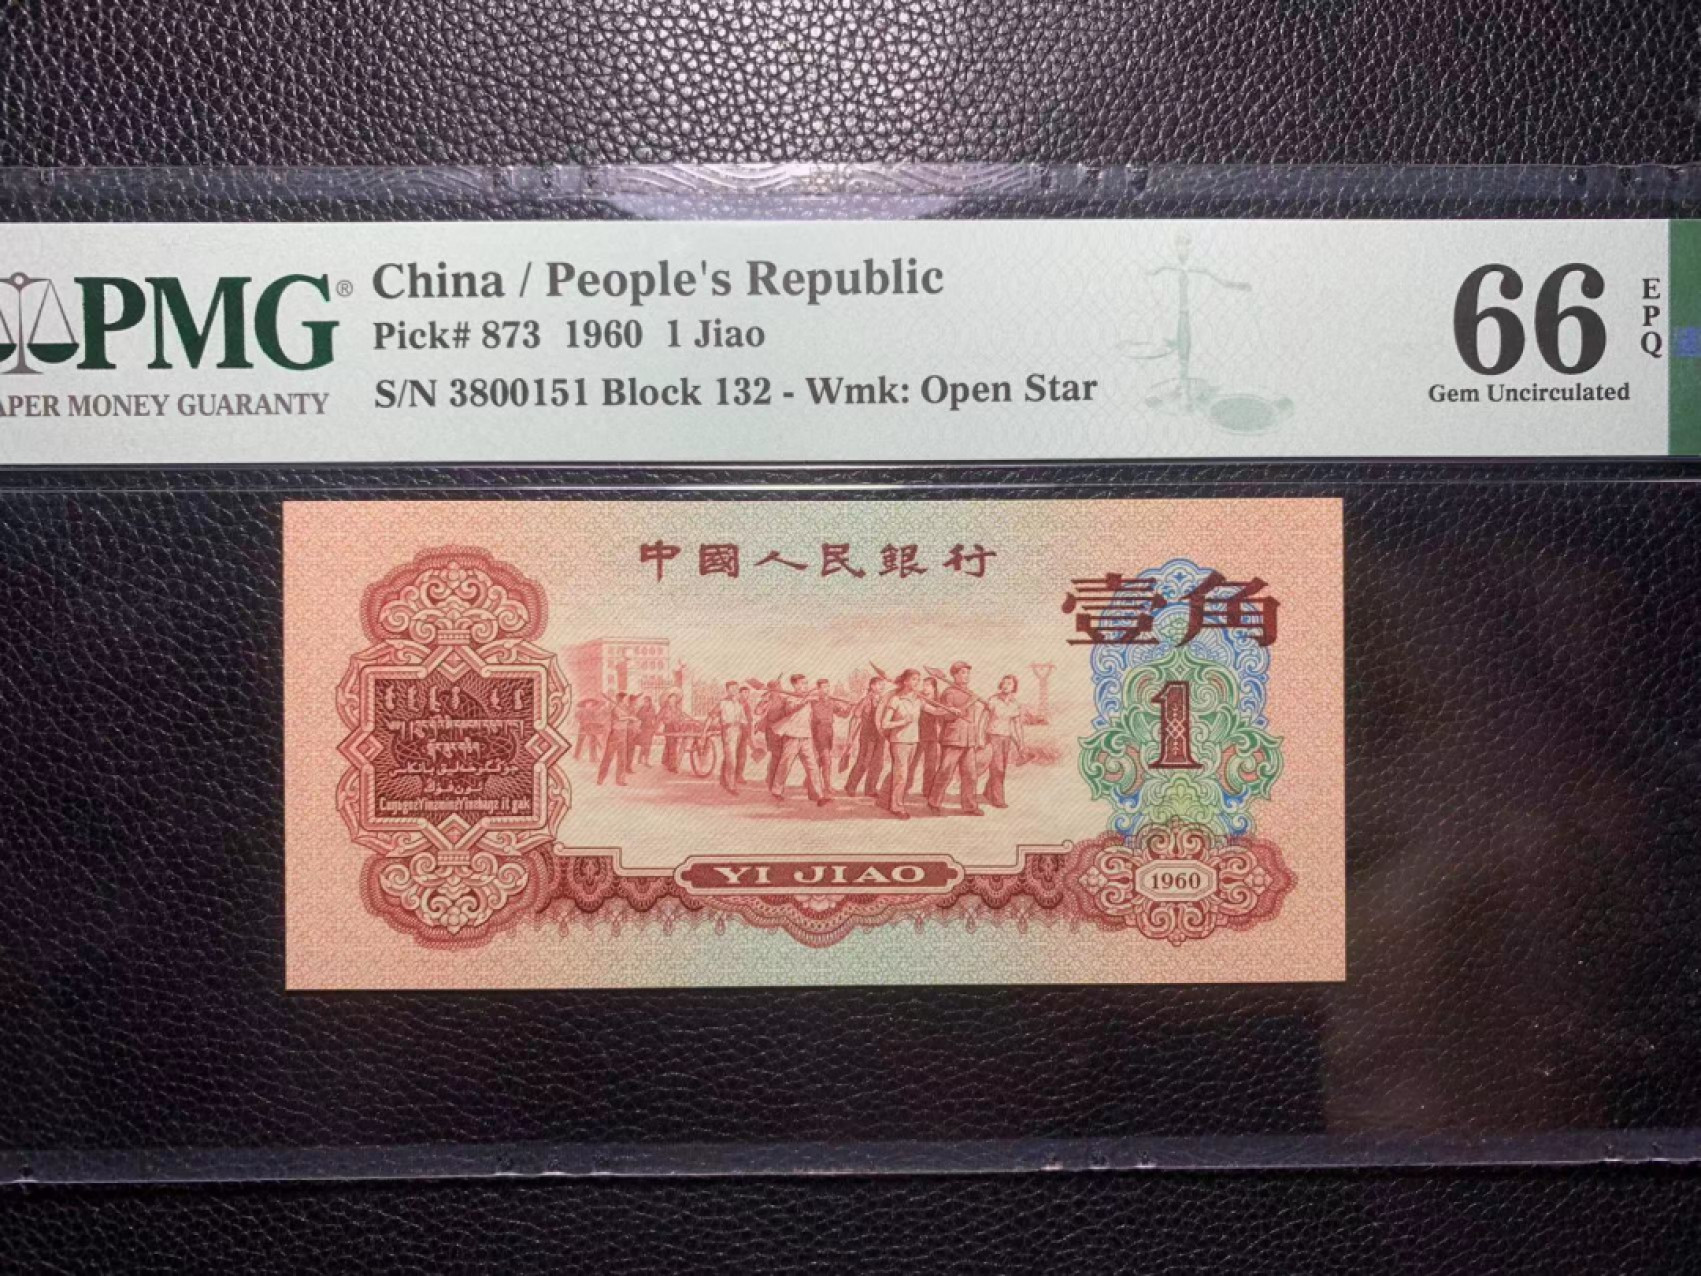 PMG®
APER MONEY GUARANTY
China / People's Republic
Pick# 873 1960 1 Jiao
S/N 3800151 Block 132 - Wmk: Open Star
66
EPQ
Gem Uncirculated
中國人民銀行
壹角
1
YI JIAO
1960